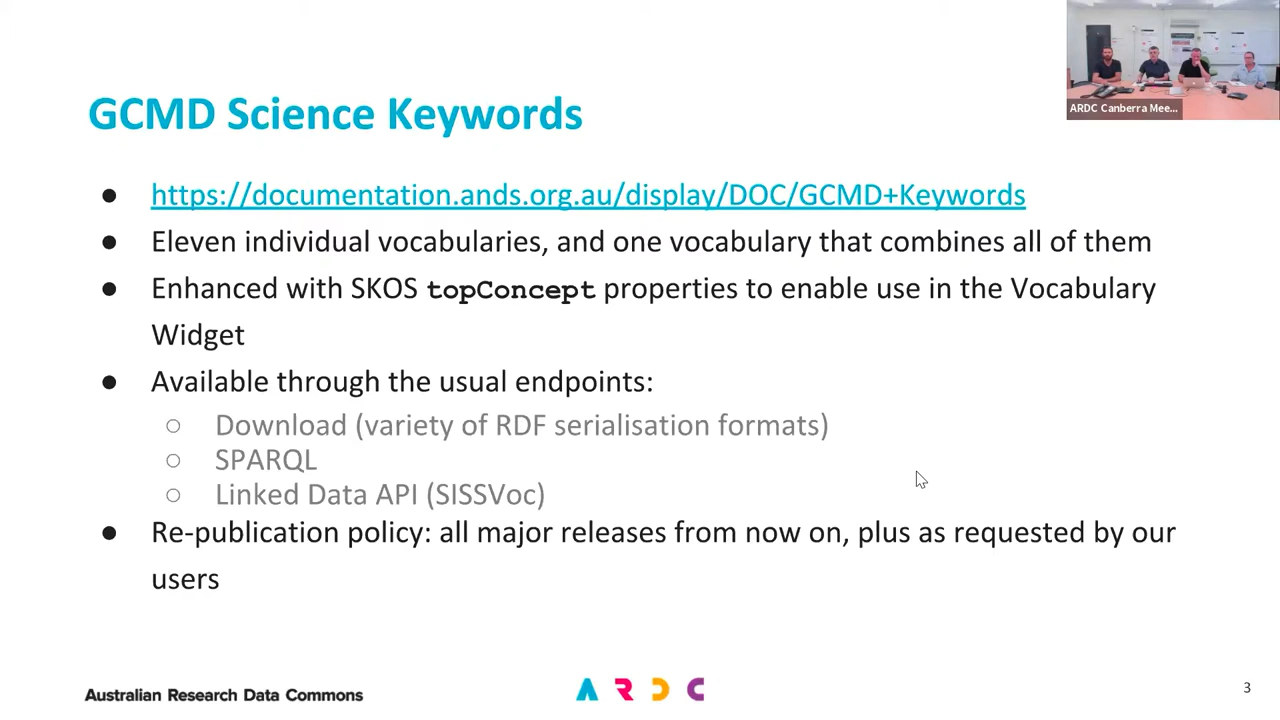 ARDC Canberra Mee...
GCMD Science Keywords
● https://documentation.ands.org.au/display/DOC/GCMD+Keywords
● Eleven individual vocabularies, and one vocabulary that combines all of them
● Enhanced with SKOS topConcept properties to enable use in the Vocabulary
Widget
● Available through the usual endpoints:
○ Download (variety of RDF serialisation formats)
○ SPARQL
○ Linked Data API (SISSVoc)
● Re-publication policy: all major releases from now on, plus as requested by our
users
Australian Research Data Commons
ARDC
3